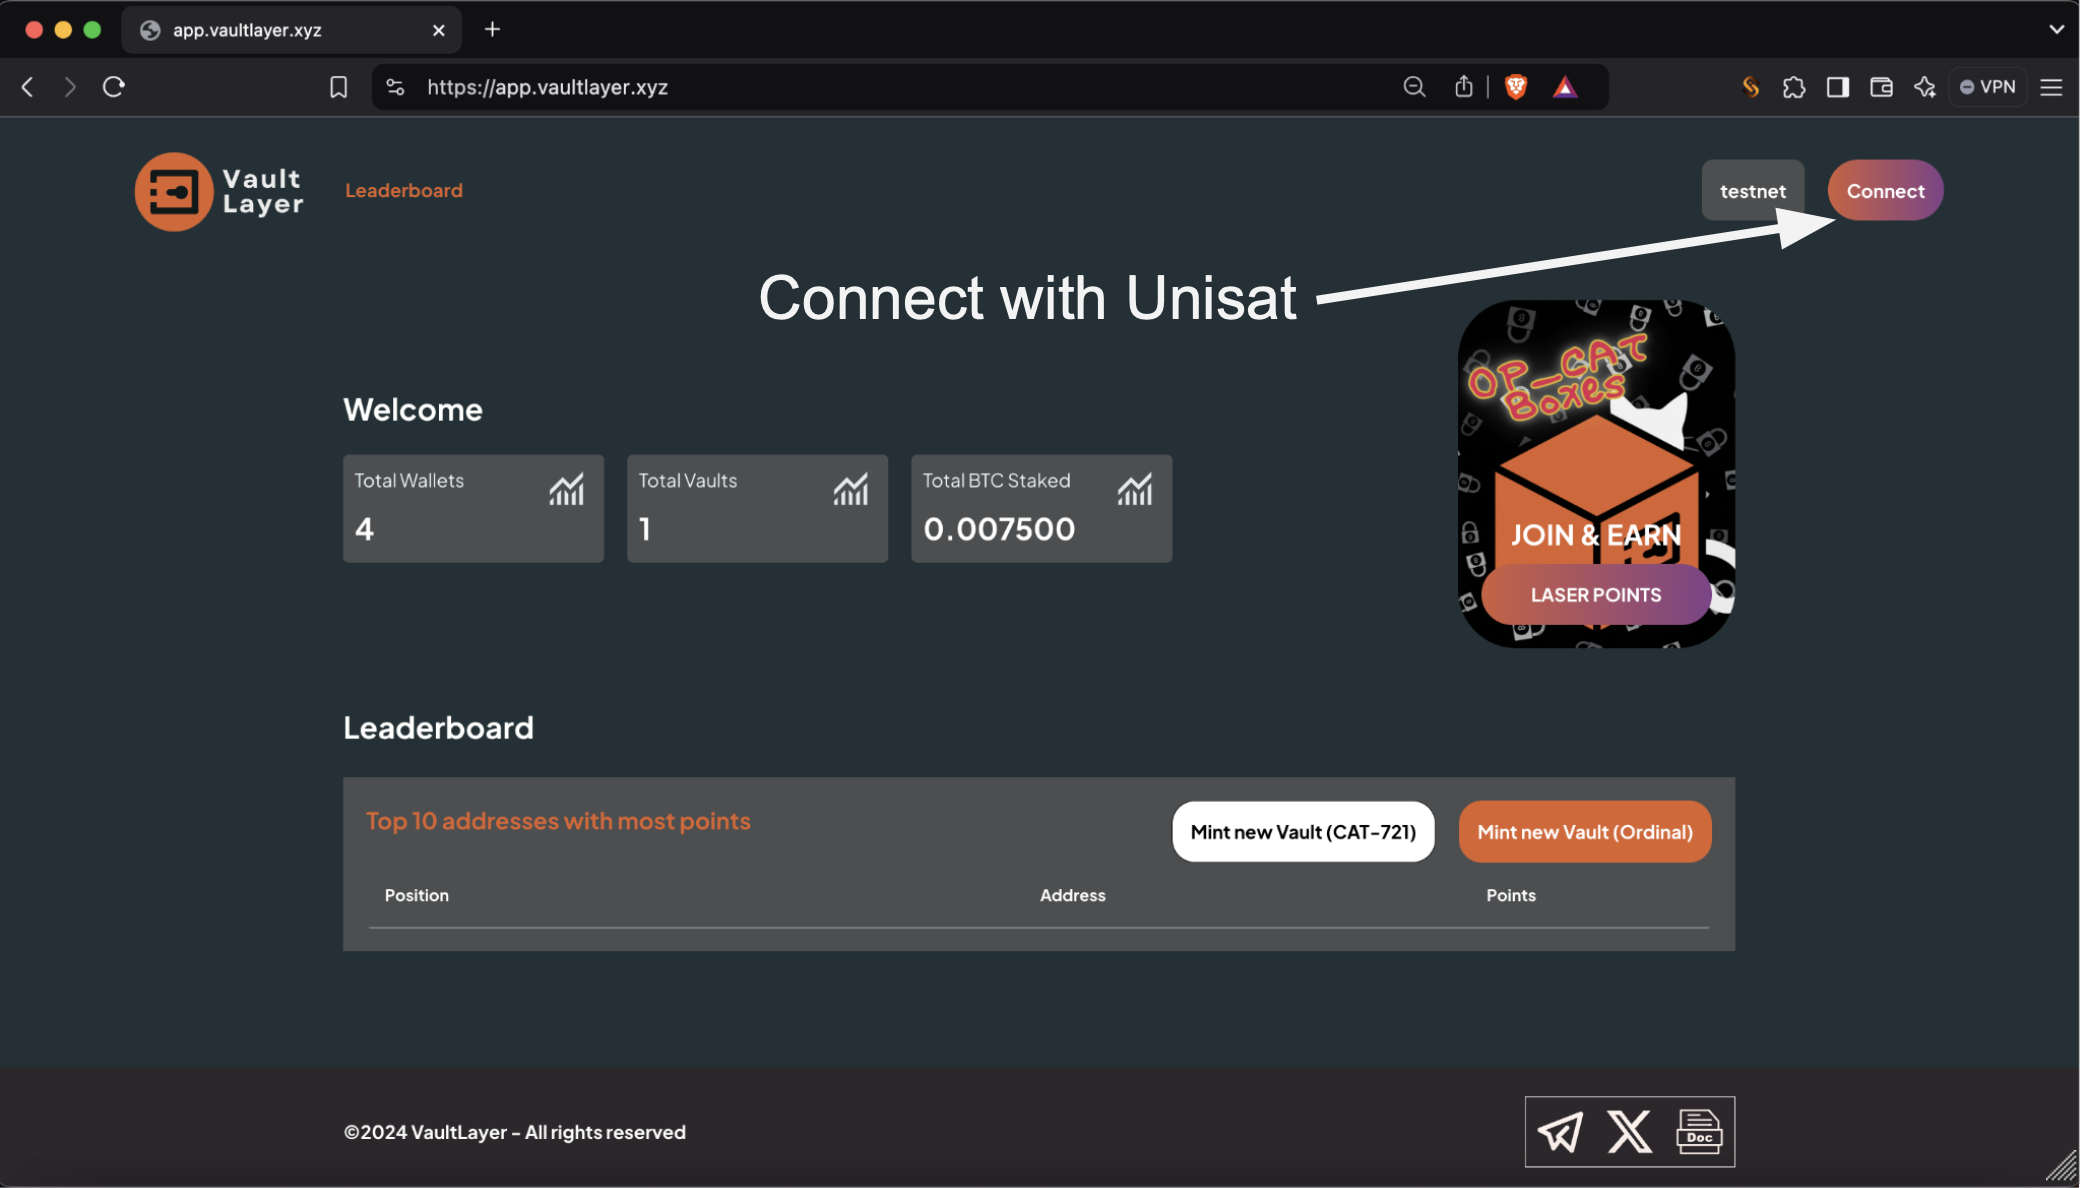 app.vaultlayer.xyz
https://app.vaultlayer.xyz
VPN
Vault
Layer
Leaderboard
testnet
Connect
Connect with Unisat
OP-CAT
Boxes
JOIN & EARN
LASER POINTS
Welcome
Total Wallets
4
Total Vaults
1
Total BTC Staked
0.007500
Leaderboard
Top 10 addresses with most points
Mint new Vault (CAT-721)
Mint new Vault (Ordinal)
Position
Address
Points
©2024 VaultLayer - All rights reserved
Doc